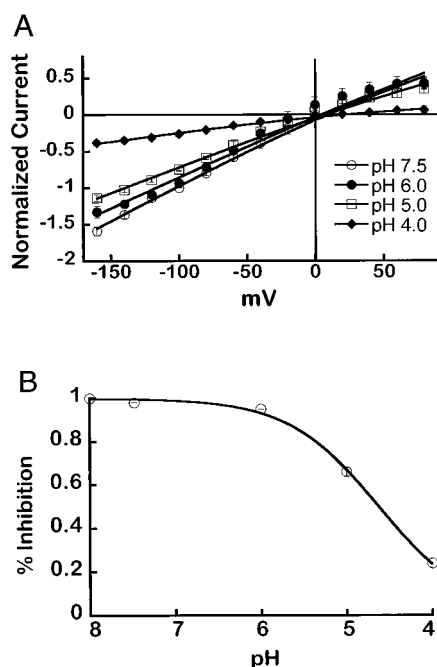 A
Normalized Current
0.5
0
-0.5
-1
-1.5
-2
-150 -100 -50 0 50
mV
pH 7.5
pH 6.0
pH 5.0
pH 4.0
B
% Inhibition
1
0.8
0.6
0.4
0.2
0
8 7 6 5 4
pH